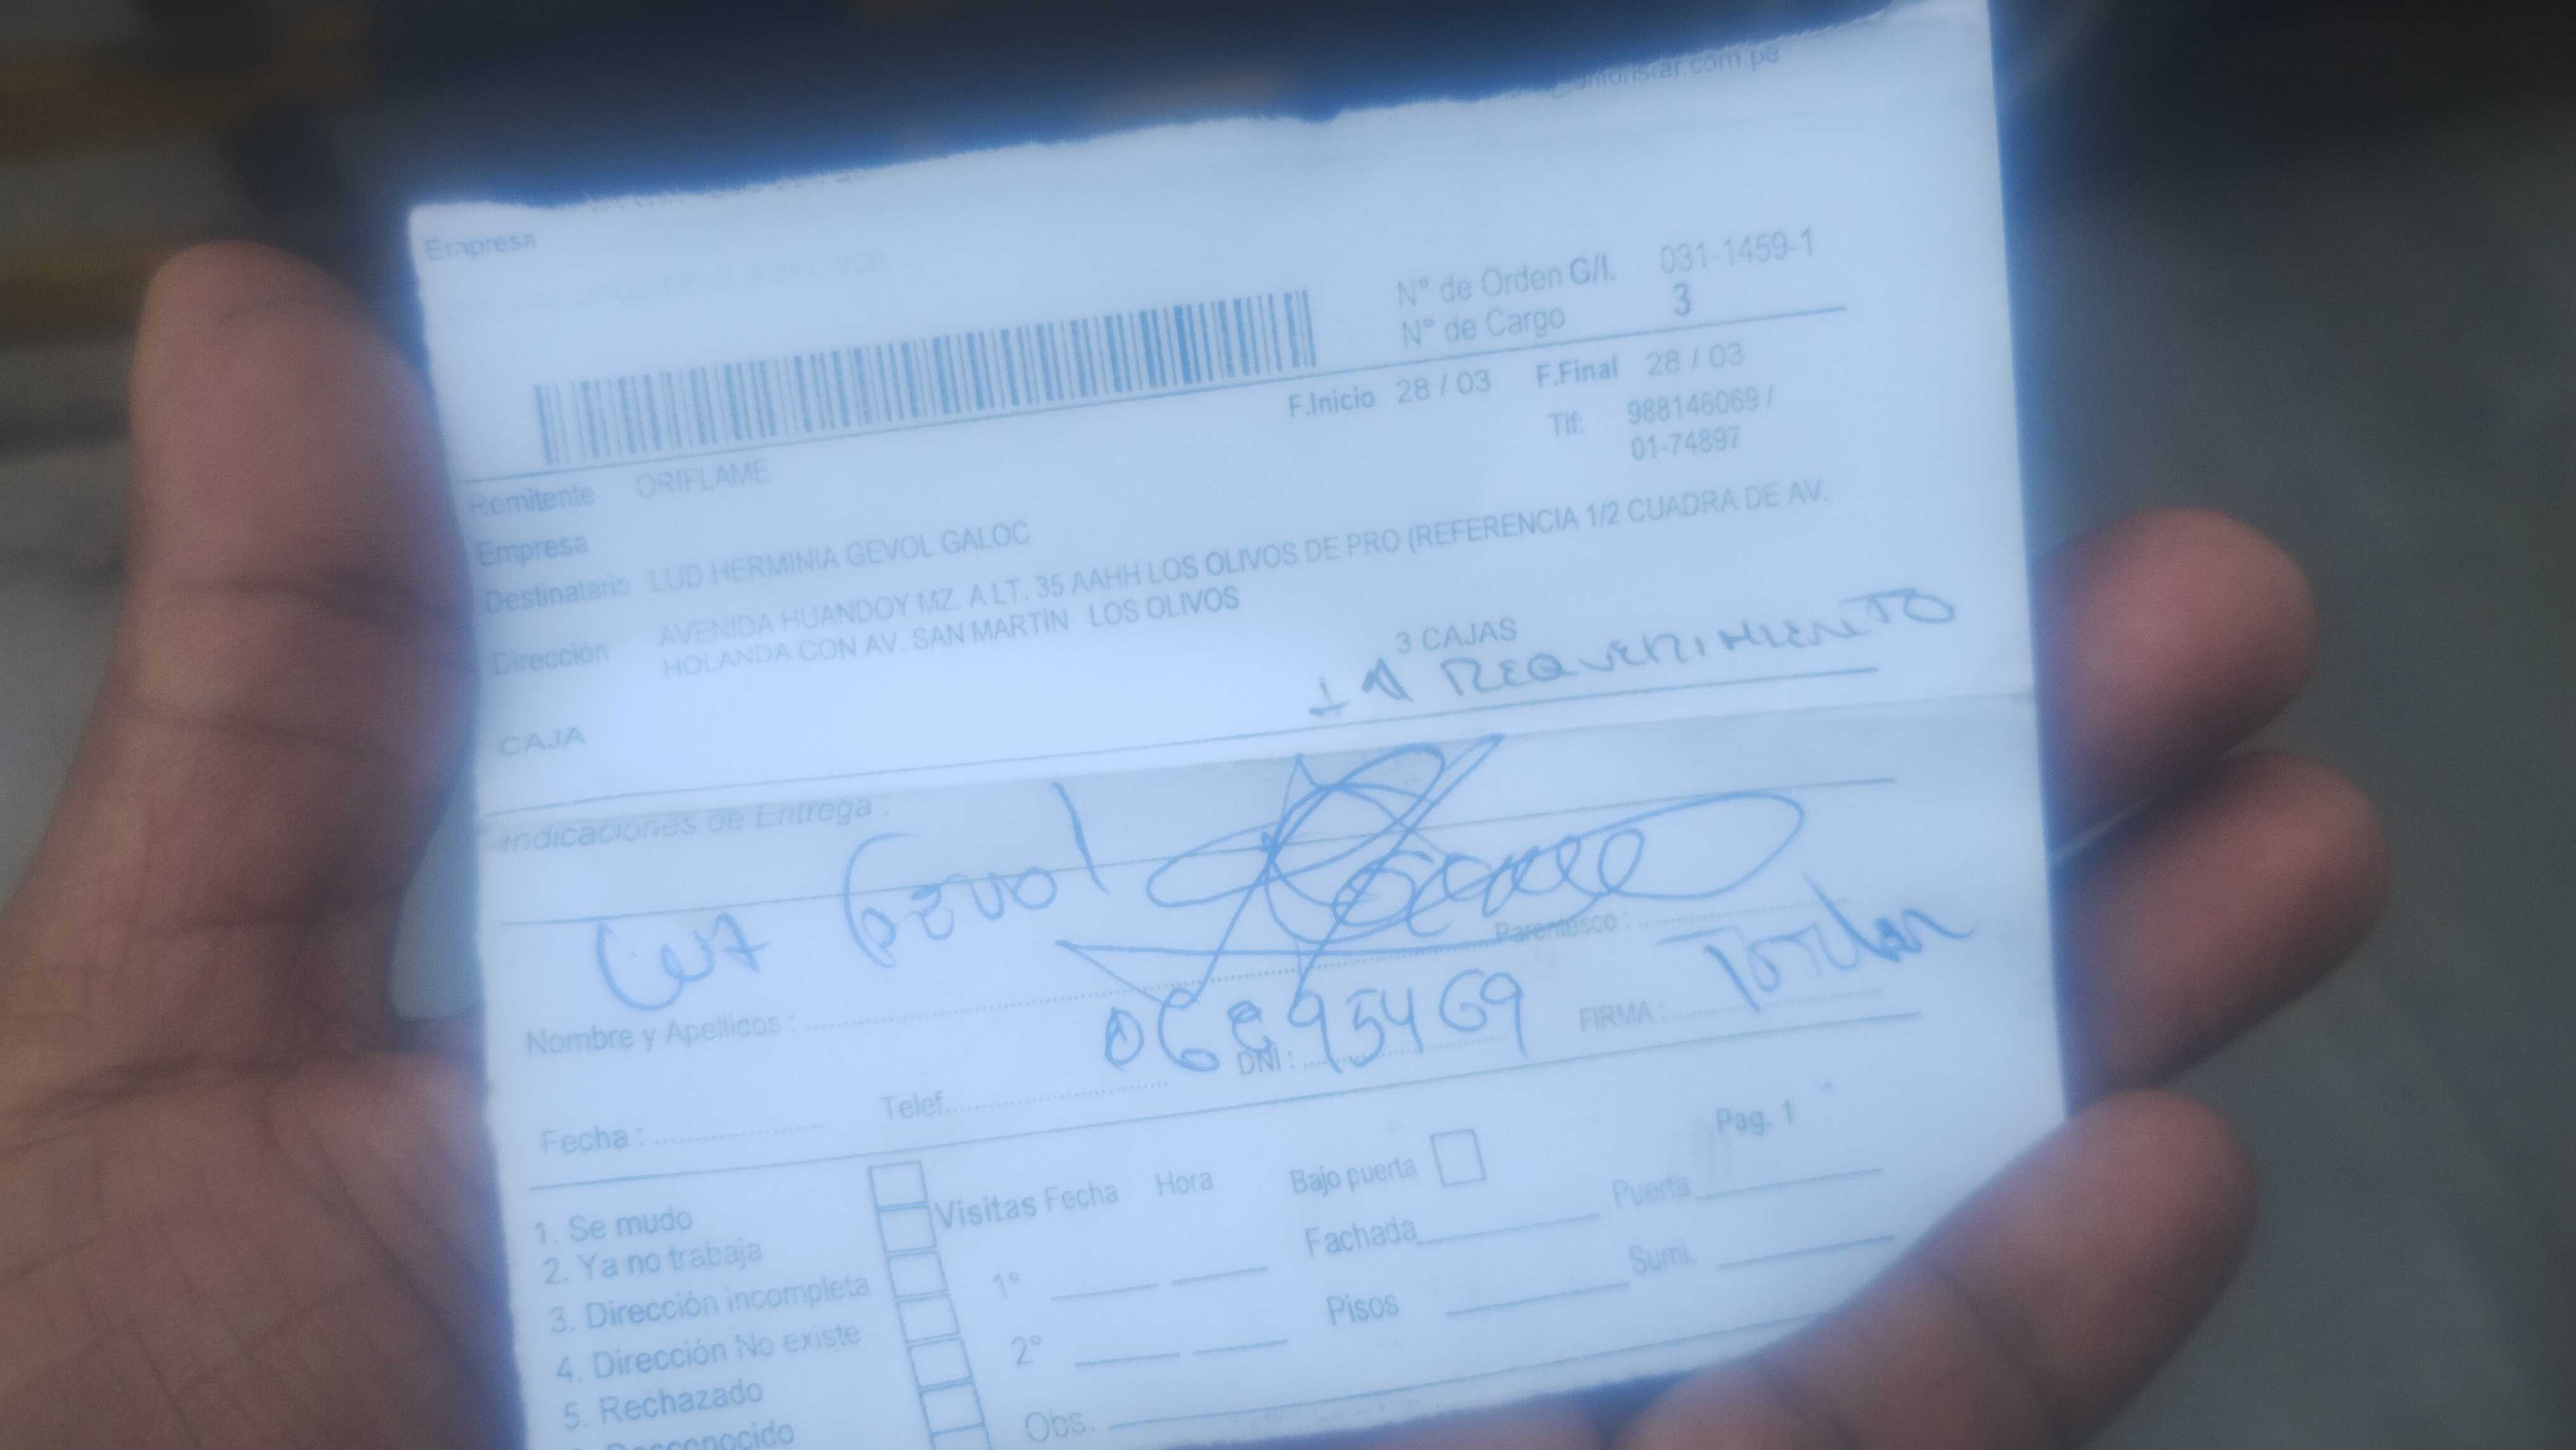 Empresa
N° de Orden G/I. 031-1459-1
N° de Cargo 3
F.Inicio 28 / 03 F.Final 28 / 03
Tlf: 988146069 /
01-74897
Remitente ORIFLAME
Empresa
Destinatario LUD HERMINIA GEVOL GALOC
Dirección AVENIDA HUANDOY MZ. A LT. 35 AAHH LOS OLIVOS DE PRO (REFERENCIA 1/2 CUADRA DE AV.
HOLANDA CON AV. SAN MARTIN LOS OLIVOS
3 CAJAS
REQUERIMIENTO
CAJA
Indicaciones de Entrega :
Gevol
Parentesco :
Nombre y Apellidos :
FIRMA :
DNI :
Fecha : Telef.
Pag. 1
1. Se mudo
2. Ya no trabaja
3. Dirección incompleta
4. Dirección No existe
5. Rechazado
Visitas Fecha Hora
1°
2°
Bajo puerta
Fachada Puerta
Pisos Sumi.
Obs.